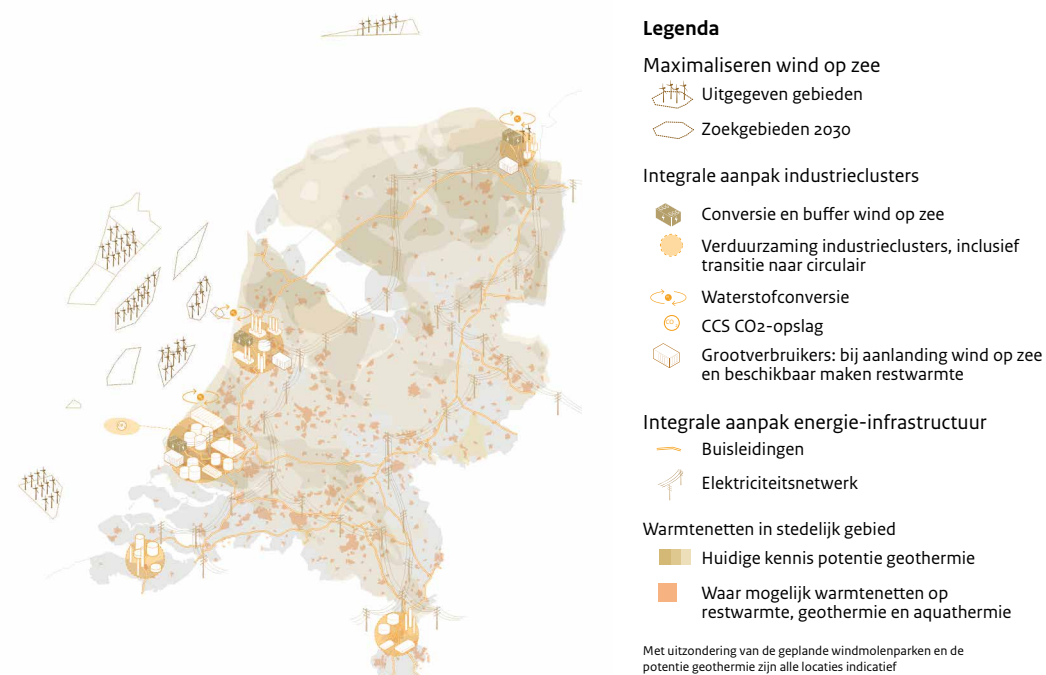 Legenda
Maximaliseren wind op zee
Uitgegeven gebieden
Zoekgebieden 2030
Integrale aanpak industrieclusters
Conversie en buffer wind op zee
Verduurzaming industrieclusters, inclusief
transitie naar circulair
Waterstofconversie
CCS CO2-opslag
Grootverbruikers: bij aanlanding wind op zee
en beschikbaar maken restwarmte
Integrale aanpak energie-infrastructuur
Buisleidingen
Elektriciteitsnetwerk
Warmtenetten in stedelijk gebied
Huidige kennis potentie geothermie
Waar mogelijk warmtenetten op
restwarmte, geothermie en aquathermie
Met uitzondering van de geplande windmolenparken en de
potentie geothermie zijn alle locaties indicatief